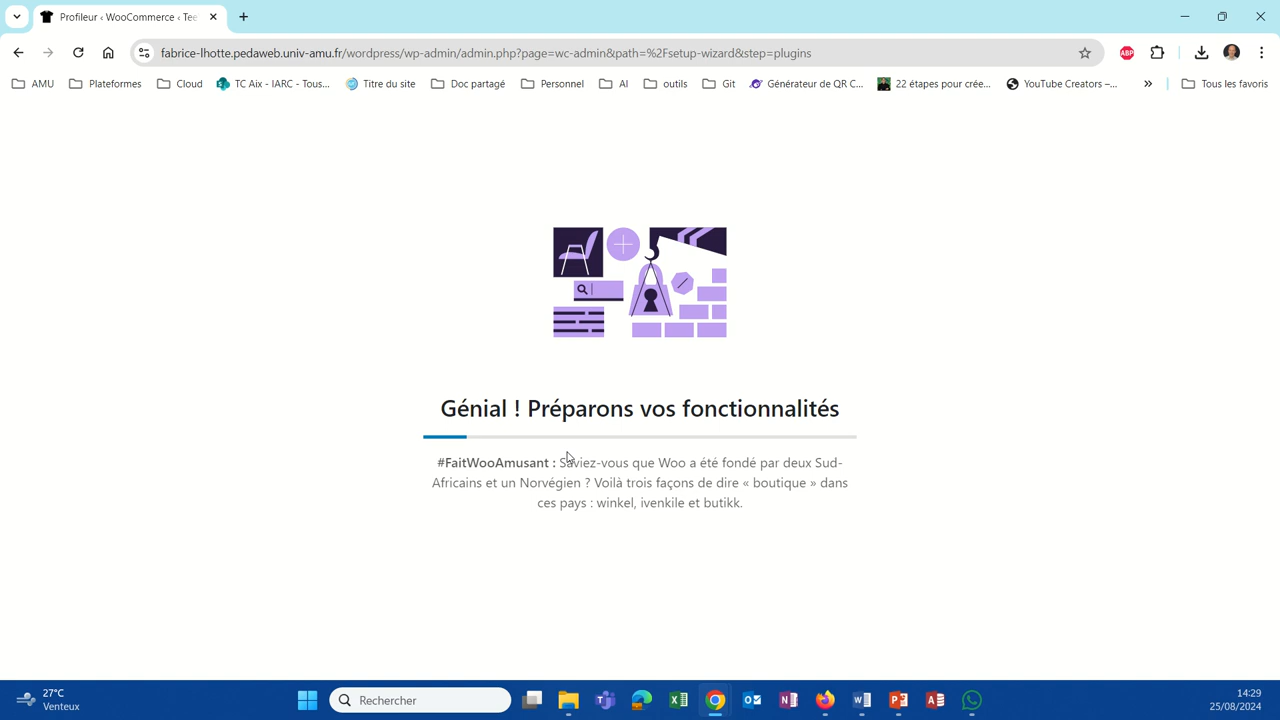 Profileur ‹ WooCommerce ‹ Tee
fabrice-lhotte.pedaweb.univ-amu.fr/wordpress/wp-admin/admin.php?page=wc-admin&path=%2Fsetup-wizard&step=plugins
ABP
AMU
Plateformes
Cloud
TC Aix - IARC - Tous...
Titre du site
Doc partagé
Personnel
AI
outils
Git
Générateur de QR C...
22 étapes pour crée...
YouTube Creators –...
»
Tous les favoris
Génial ! Préparons vos fonctionnalités
#FaitWooAmusant : Saviez-vous que Woo a été fondé par deux Sud-
Africains et un Norvégien ? Voilà trois façons de dire « boutique » dans
ces pays : winkel, ivenkile et butikk.
27°C
Venteux
Rechercher
14:29
25/08/2024